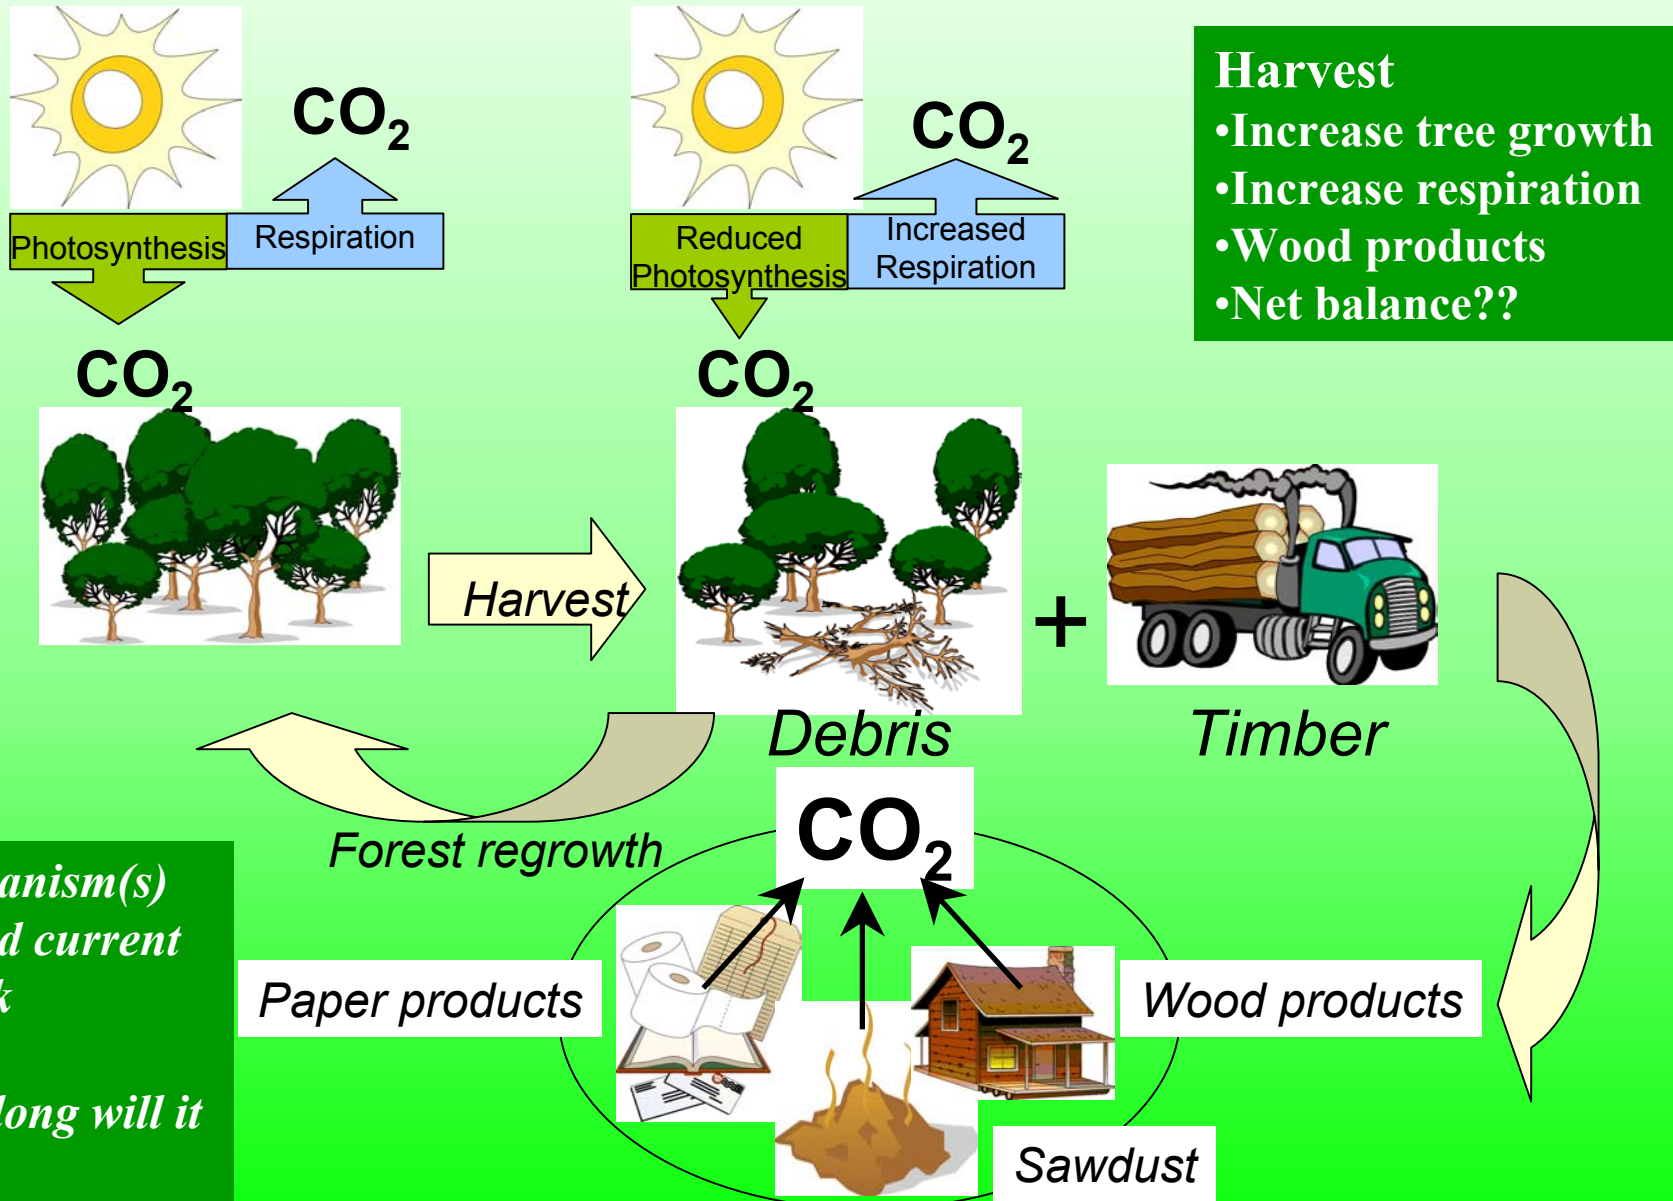 CO₂
CO₂
Photosynthesis
Respiration
Reduced
Photosynthesis
Increased
Respiration
Harvest
•Increase tree growth
•Increase respiration
•Wood products
•Net balance??
CO₂
CO₂
Harvest
+
Debris
Timber
Forest regrowth
CO₂
anism(s)
d current
k
long will it
Paper products
Wood products
Sawdust